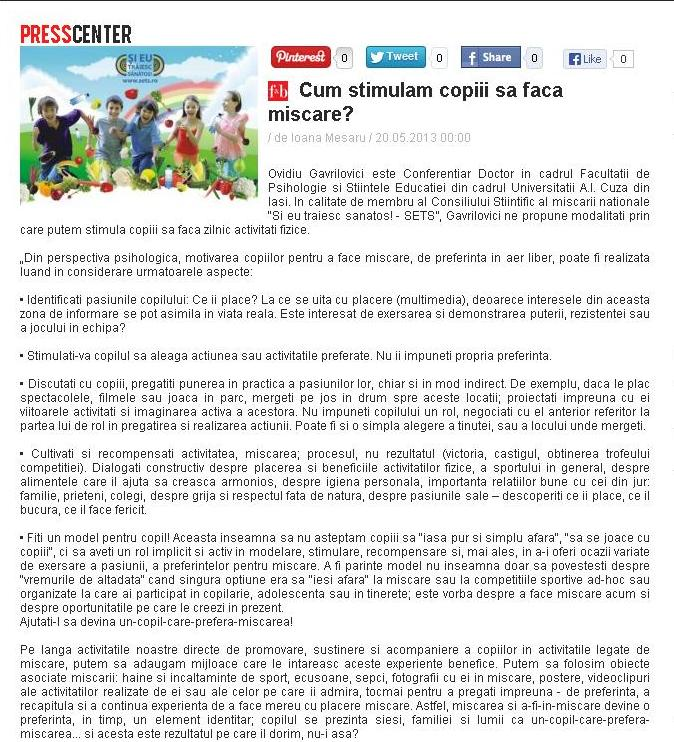 PRESSCENTER
ȘI EU
TRĂIESC
SĂNĂTOS!
www.sets.ro
Pinterest 0 Tweet 0 Share 0 Like 0
f&b Cum stimulam copiii sa faca
miscare?
/ de Ioana Mesaru / 20.05.2013 00:00
Ovidiu Gavrilovici este Conferentiar Doctor in cadrul Facultatii de
Psihologie si Stiintele Educatiei din cadrul Universitatii A.I. Cuza din
Iasi. In calitate de membru al Consiliului Stiintific al miscarii nationale
"Si eu traiesc sanatos! - SETS", Gavrilovici ne propune modalitati prin
care putem stimula copiii sa faca zilnic activitati fizice.
„Din perspectiva psihologica, motivarea copiilor pentru a face miscare, de preferinta in aer liber, poate fi realizata
luand in considerare urmatoarele aspecte:
• Identificati pasiunile copilului: Ce ii place? La ce se uita cu placere (multimedia), deoarece interesele din aceasta
zona de informare se pot asimila in viata reala. Este interesat de exersarea si demonstrarea puterii, rezistentei sau
a jocului in echipa?
• Stimulati-va copilul sa aleaga actiunea sau activitatile preferate. Nu ii impuneti propria preferinta.
• Discutati cu copiii, pregatiti punerea in practica a pasiunilor lor, chiar si in mod indirect. De exemplu, daca le plac
spectacolele, filmele sau joaca in parc, mergeti pe jos in drum spre aceste locatii; proiectati impreuna cu ei
viitoarele activitati si imaginarea activa a acestora. Nu impuneti copilului un rol, negociati cu el anterior referitor la
partea lui de rol in pregatirea si realizarea actiunii. Poate fi si o simpla alegere a tinutei, sau a locului unde mergeti.
• Cultivati si recompensati activitatea, miscarea; procesul, nu rezultatul (victoria, castigul, obtinerea trofeului
competitiei). Dialogati constructiv despre placerea si beneficiile activitatilor fizice, a sportului in general, despre
alimentele care il ajuta sa creasca armonios, despre igiena personala, importanta relatiilor bune cu cei din jur:
familie, prieteni, colegi, despre grija si respectul fata de natura, despre pasiunile sale – descoperiti ce ii place, ce il
bucura, ce il face fericit.
• Fiti un model pentru copil! Aceasta inseamna sa nu asteptam copiii sa "iasa pur si simplu afara", "sa se joace cu
copiii", ci sa aveti un rol implicit si activ in modelare, stimulare, recompensare si, mai ales, in a-i oferi ocazii variate
de exersare a pasiunii, a preferintelor pentru miscare. A fi parinte model nu inseamna doar sa povestesti despre
"vremurile de altadata" cand singura optiune era sa "iesi afara" la miscare sau la competitiile sportive ad-hoc sau
organizate la care ai participat in copilarie, adolescenta sau in tinerete; este vorba despre a face miscare acum si
despre oportunitatile pe care le creezi in prezent.
Ajutati-l sa devina un-copil-care-prefera-miscarea!
Pe langa activitatile noastre directe de promovare, sustinere si acompaniere a copiilor in activitatile legate de
miscare, putem sa adaugam mijloace care le intareasc aceste experiente benefice. Putem sa folosim obiecte
asociate miscarii: haine si incaltaminte de sport, ecusoane, sepci, fotografii cu ei in miscare, postere, videoclipuri
ale activitatilor realizate de ei sau ale celor pe care ii admira, tocmai pentru a pregati impreuna - de preferinta, a
recapitula si a continua experienta de a face mereu cu placere miscare. Astfel, miscarea si a-fi-in-miscare devine o
preferinta, in timp, un element identitar; copilul se prezinta siesi, familiei si lumii ca un-copil-care-prefera-
miscarea... si acesta este rezultatul pe care il dorim, nu-i asa?